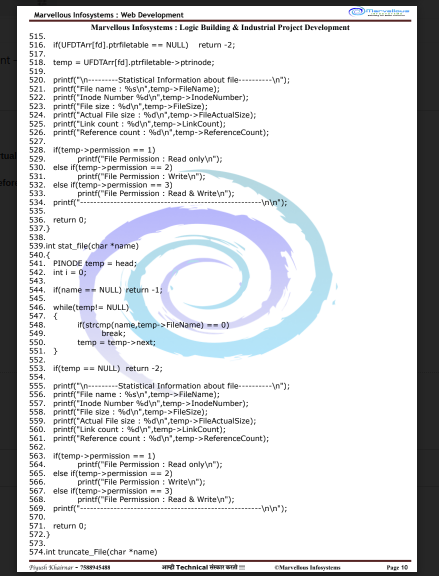 Marvellous Infosystems : Web Development
Marvellous
Marvellous Infosystems : Logic Building & Industrial Project Development
515.
516. if(UFDTArr[fd].ptrfiletable == NULL) return -2;
517.
518. temp = UFDTArr[fd].ptrfiletable->ptrinode;
519.
520. printf("\n---------Statistical Information about file----------\n");
521. printf("File name : %s\n",temp->FileName);
522. printf("Inode Number %d\n",temp->InodeNumber);
523. printf("File size : %d\n",temp->FileSize);
524. printf("Actual File size : %d\n",temp->FileActualSize);
525. printf("Link count : %d\n",temp->LinkCount);
526. printf("Reference count : %d\n",temp->ReferenceCount);
527.
528. if(temp->permission == 1)
529. printf("File Permission : Read only\n");
530. else if(temp->permission == 2)
531. printf("File Permission : Write\n");
532. else if(temp->permission == 3)
533. printf("File Permission : Read & Write\n");
534. printf("------------------------------------------------------\n\n");
535.
536. return 0;
537.}
538.
539.int stat_file(char *name)
540.{
541. PINODE temp = head;
542. int i = 0;
543.
544. if(name == NULL) return -1;
545.
546. while(temp!= NULL)
547. {
548. if(strcmp(name,temp->FileName) == 0)
549. break;
550. temp = temp->next;
551. }
552.
553. if(temp == NULL) return -2;
554.
555. printf("\n---------Statistical Information about file----------\n");
556. printf("File name : %s\n",temp->FileName);
557. printf("Inode Number %d\n",temp->InodeNumber);
558. printf("File size : %d\n",temp->FileSize);
559. printf("Actual File size : %d\n",temp->FileActualSize);
560. printf("Link count : %d\n",temp->LinkCount);
561. printf("Reference count : %d\n",temp->ReferenceCount);
562.
563. if(temp->permission == 1)
564. printf("File Permission : Read only\n");
565. else if(temp->permission == 2)
566. printf("File Permission : Write\n");
567. else if(temp->permission == 3)
568. printf("File Permission : Read & Write\n");
569. printf("------------------------------------------------------\n\n");
570.
571. return 0;
572.}
573.
574.int truncate_File(char *name)
Piyush Khairnar - 7588945488 आम्ही Technical संस्कार करतो !!! ©Marvellous Infosystems Page 10